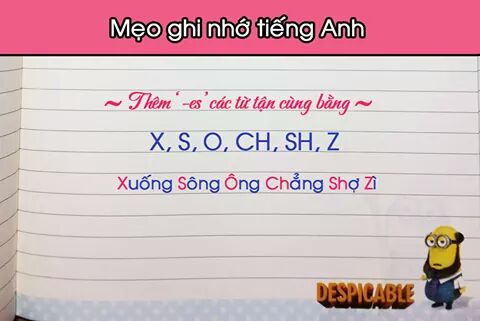 Mẹo ghi nhớ tiếng Anh
~ Thêm ‘-es’ các từ tận cùng bằng ~
X, S, O, CH, SH, Z
Xuống Sông Ông Chẳng Shợ Zì
DESPICABLE